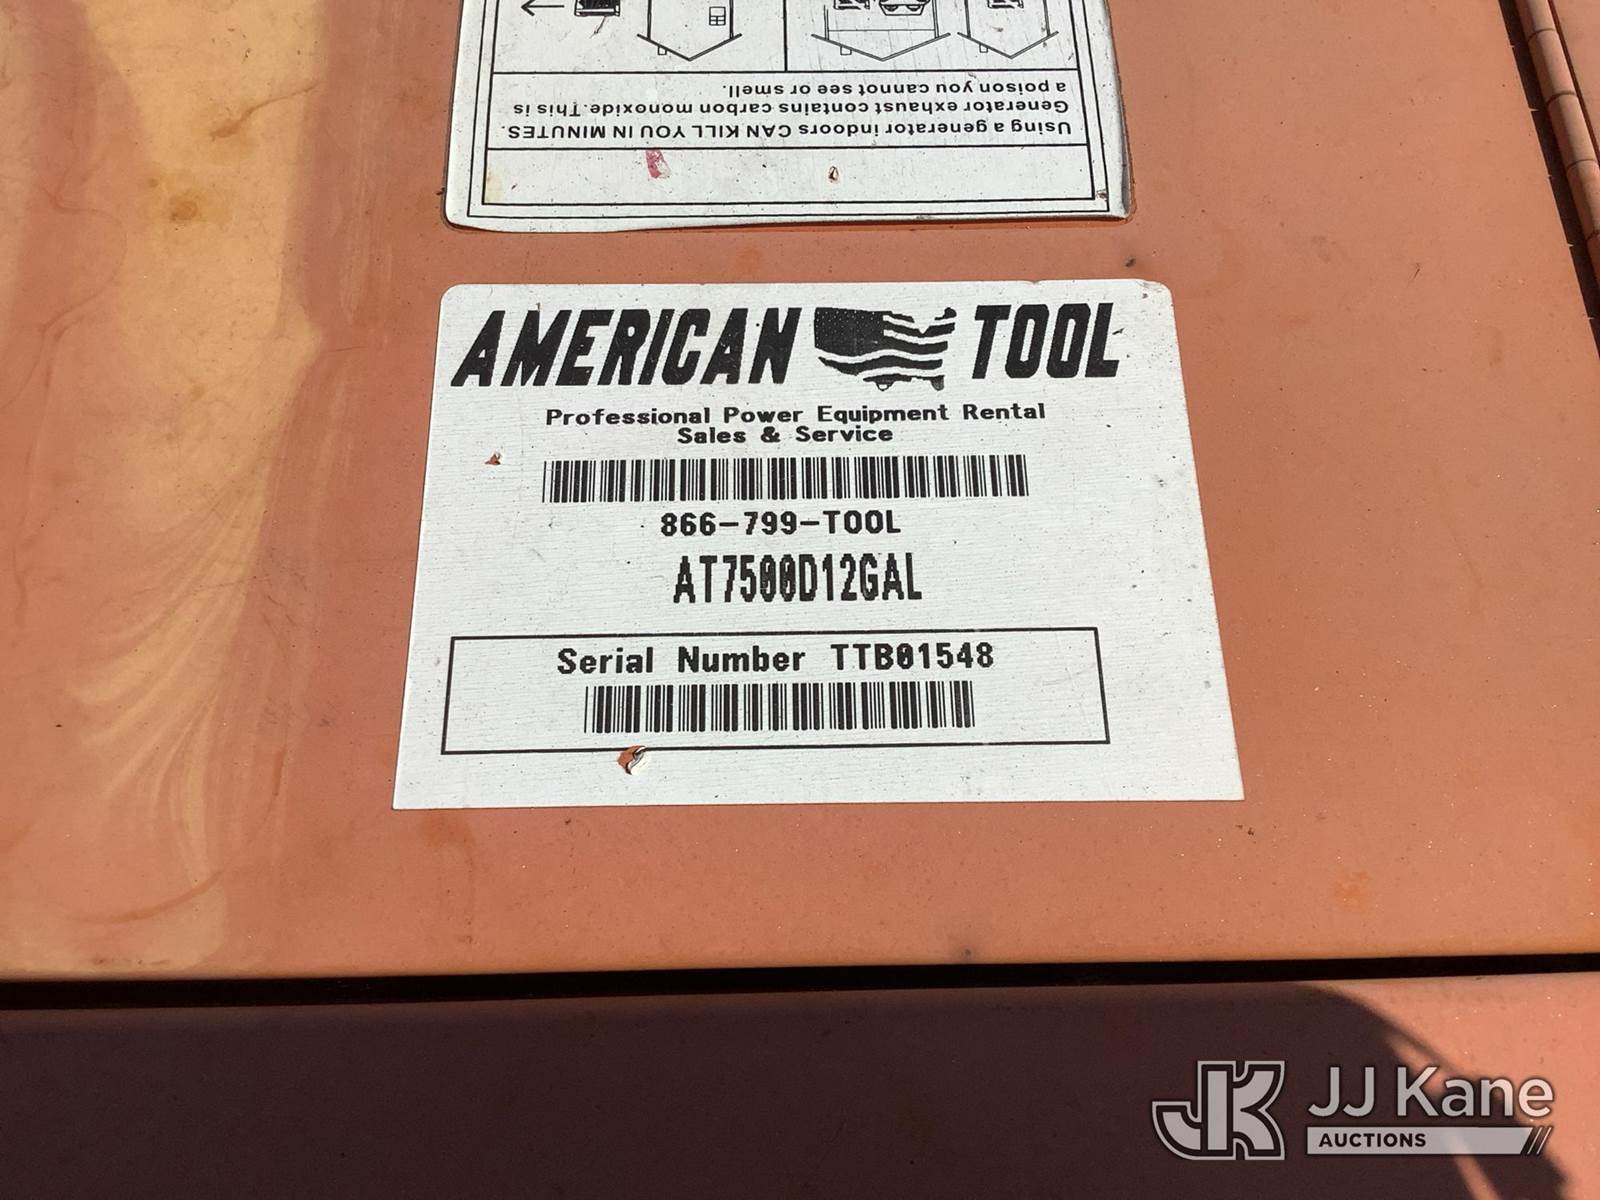 Using a generator indoors CAN KILL YOU IN MINUTES.
Generator exhaust contains carbon monoxide. This is
a poison you cannot see or smell.
AMERICAN TOOL
Professional Power Equipment Rental
Sales & Service
866-799-TOOL
AT7500D12GAL
Serial Number TTB01548
JK JJ Kane
AUCTIONS